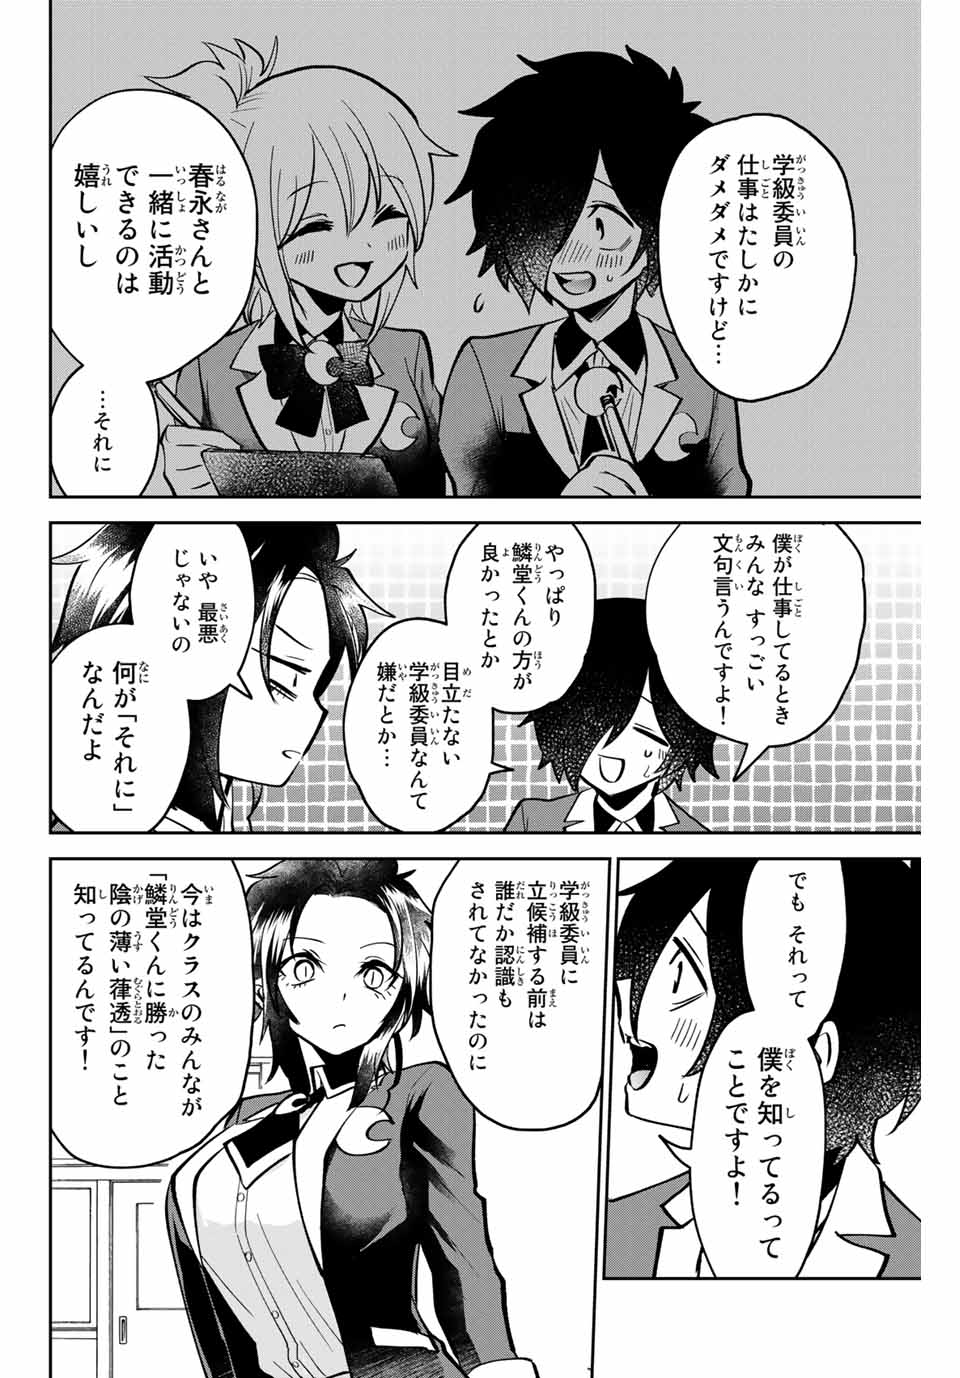 学級委員の
仕事はたしかに
ダメダメですけど…
春永さんと
一緒に活動
できるのは
嬉しいし
…それに
僕が仕事してるとき
みんな すっごい
文句言うんですよ！
やっぱり
鱗堂くんの方が
良かったとか
目立たない
学級委員なんて
嫌だとか…
いや 最悪
じゃないの
何が「それに」
なんだよ
でも それって
僕を知ってるって
ことですよ！
学級委員に
立候補する前は
誰だか認識も
されてなかったのに
今はクラスのみんなが
「鱗堂くんに勝った
陰の薄い葎透」のこと
知ってるんです！